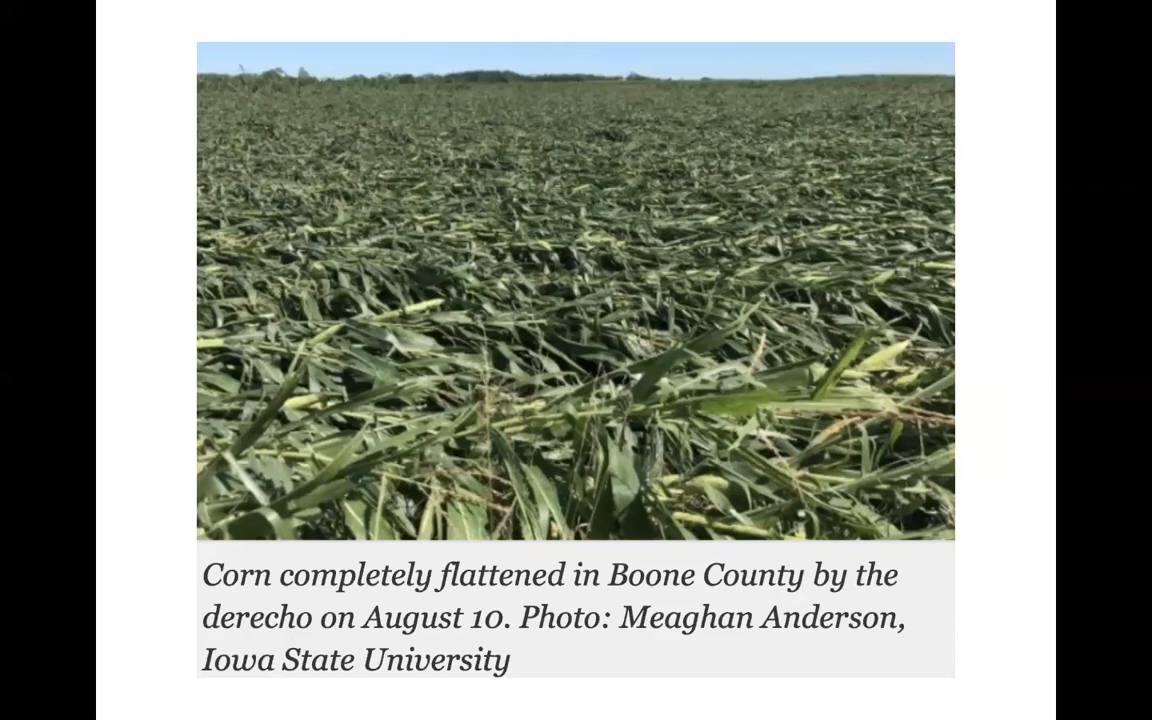 Corn completely flattened in Boone County by the
derecho on August 10. Photo: Meaghan Anderson,
Iowa State University